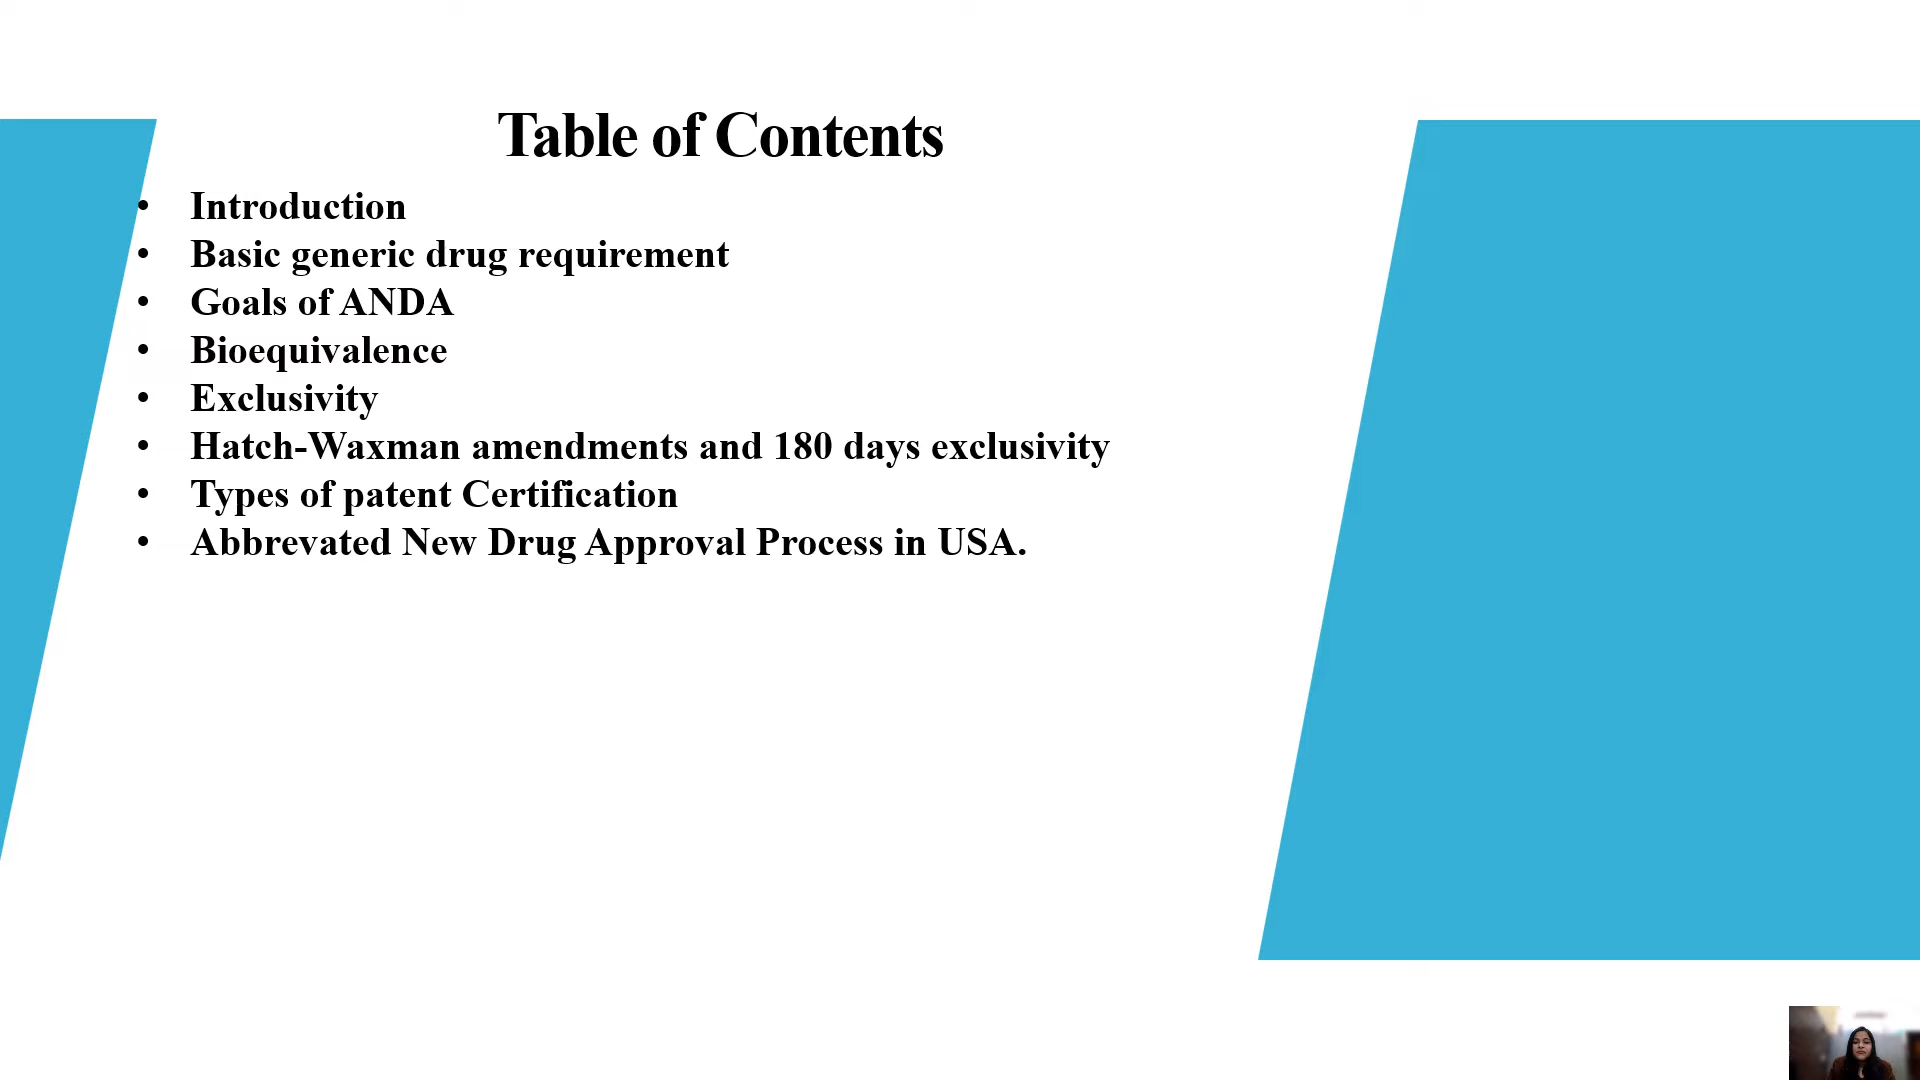 Table of Contents
• Introduction
• Basic generic drug requirement
• Goals of ANDA
• Bioequivalence
• Exclusivity
• Hatch-Waxman amendments and 180 days exclusivity
• Types of patent Certification
• Abbrevated New Drug Approval Process in USA.